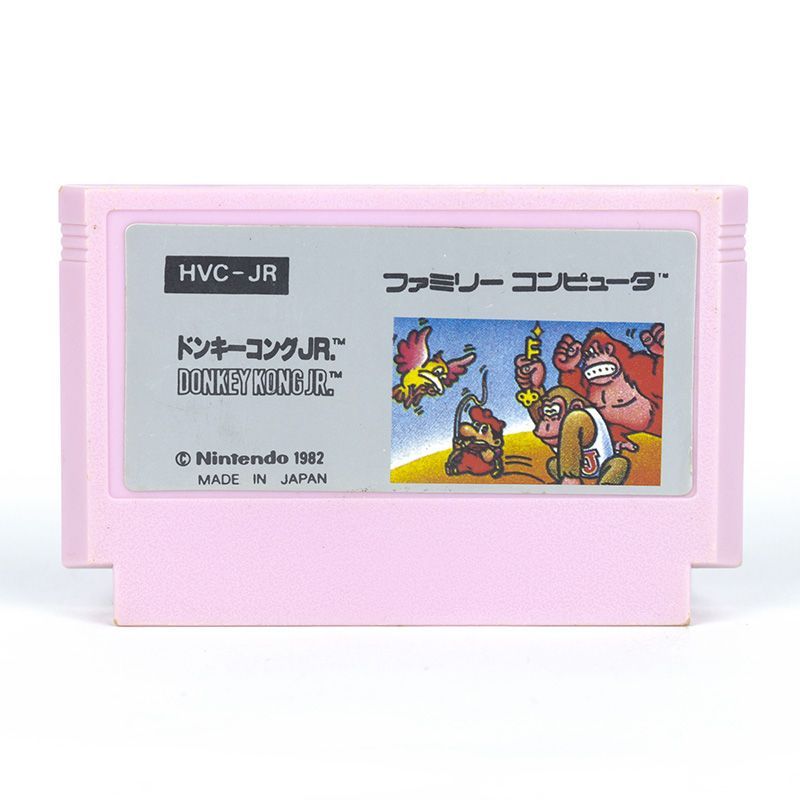 HVC-JR
ファミリー コンピュータ™
ドンキーコングJR.™
DONKEY KONG JR.™
© Nintendo 1982
MADE IN JAPAN
J